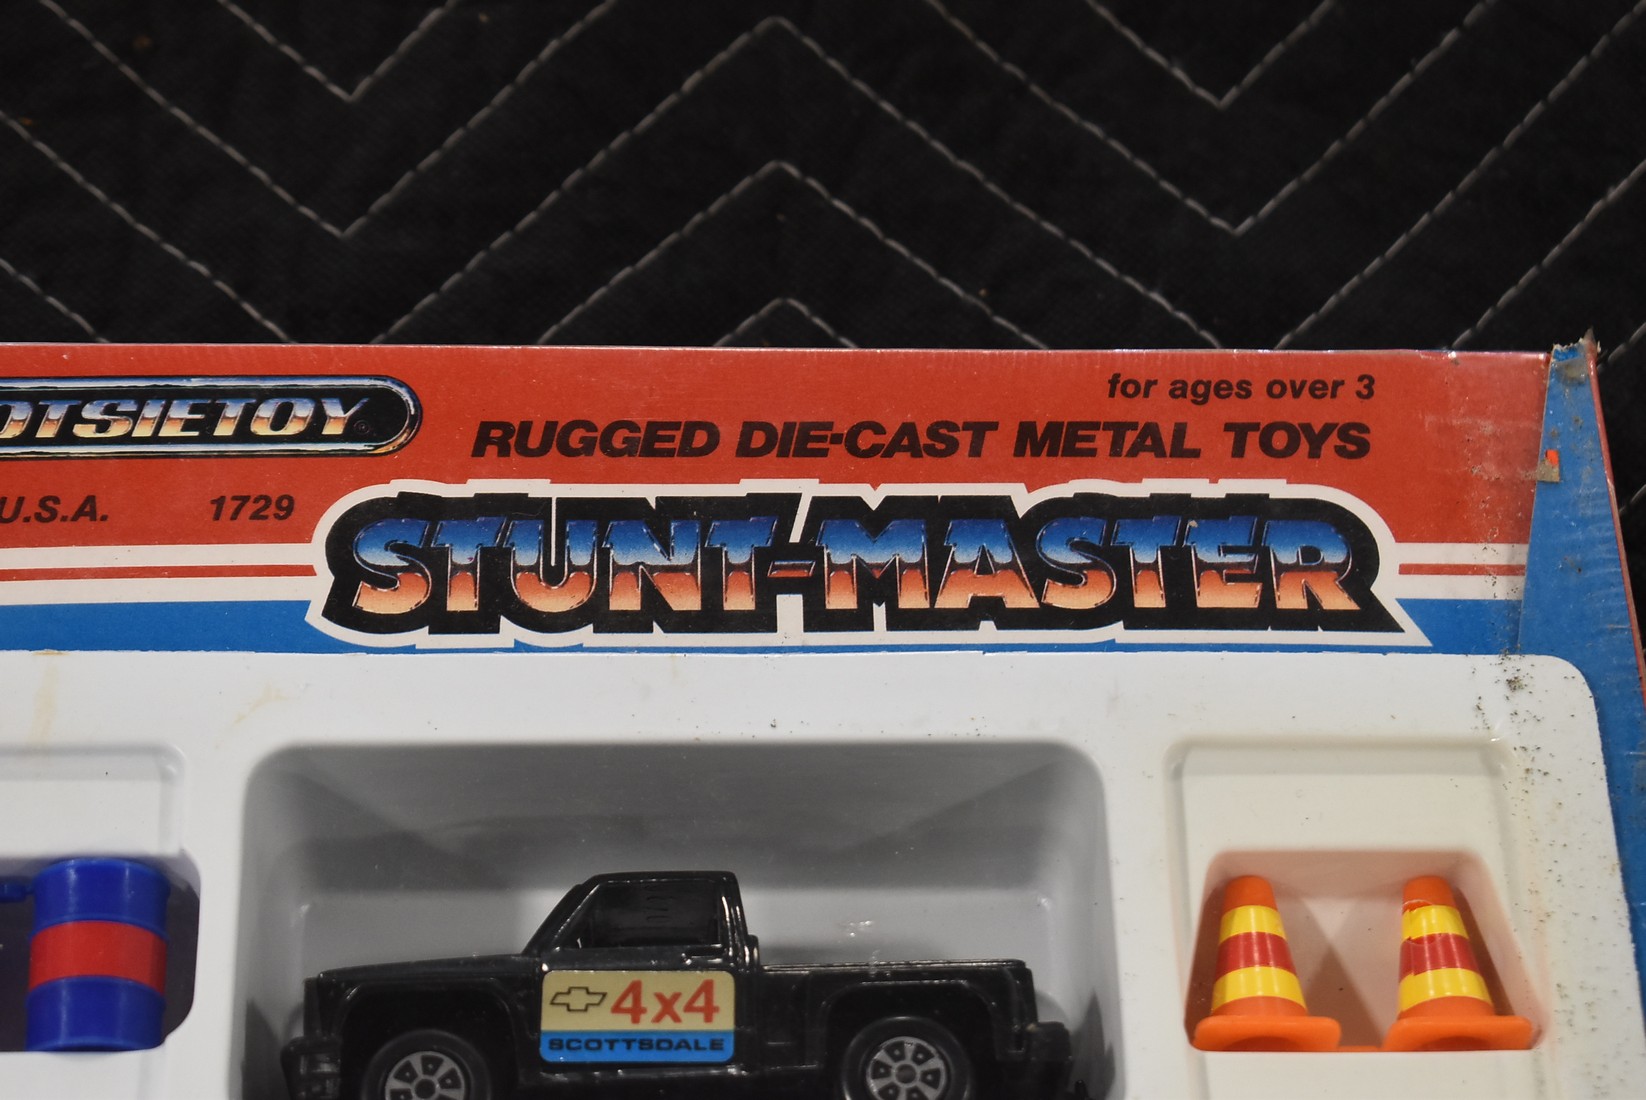 OTSIETOY®
for ages over 3
RUGGED DIE-CAST METAL TOYS
U.S.A. 1729
STUNT-MASTER
4x4
SCOTTSDALE